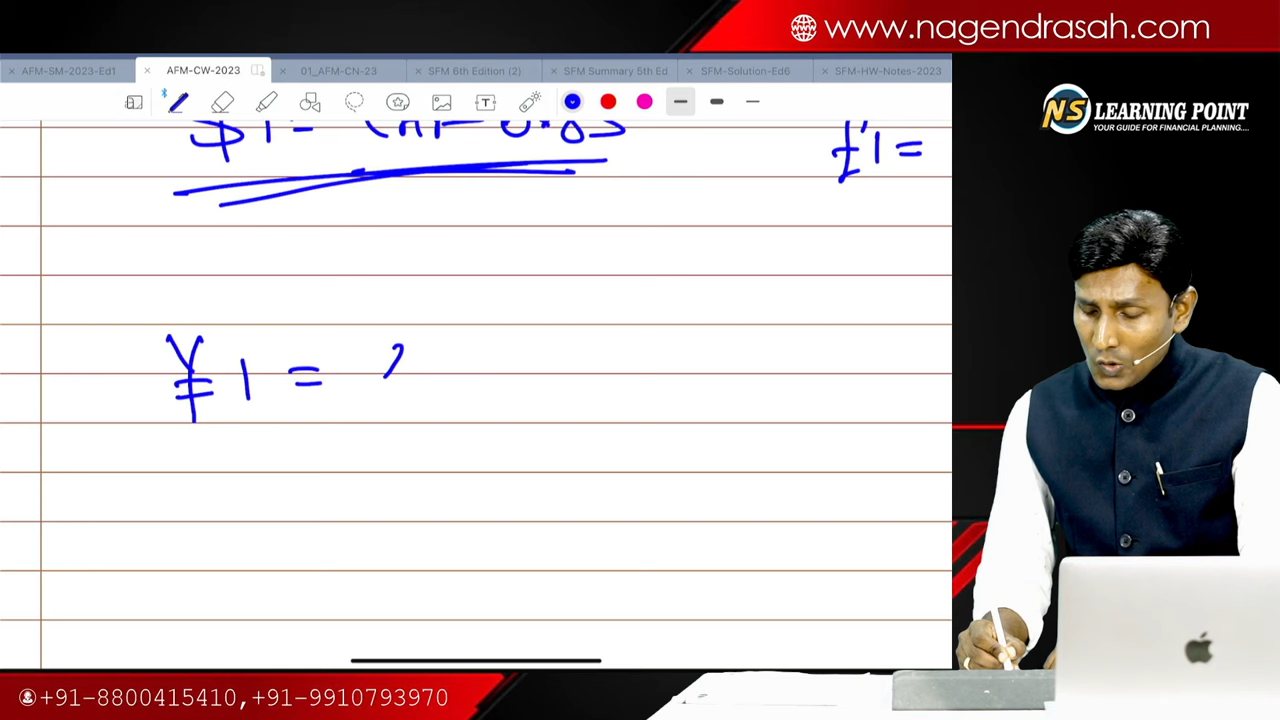 www.nagendrasah.com
AFM-SM-2023-Ed1 AFM-CW-2023 01_AFM-CN-23 SFM 6th Edition (2) SFM Summary 5th Ed SFM-Solution-Ed6 SFM-HW-Notes-2023
NS LEARNING POINT
YOUR GUIDE FOR FINANCIAL PLANNING....
£1 =
¥1 =
+91-8800415410,+91-9910793970